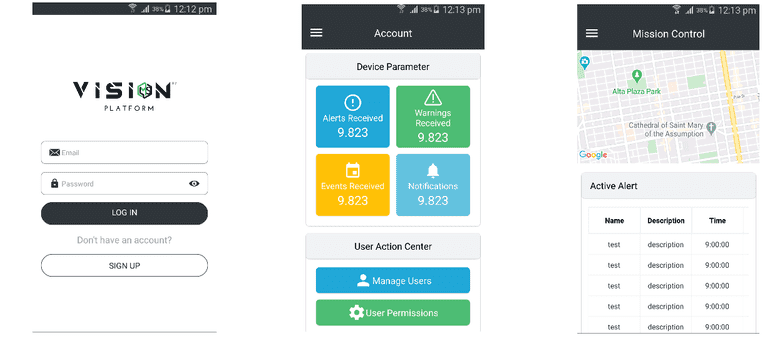 38% 12:12 pm
VISION
PLATFORM
Email
Password
LOG IN
Don't have an account?
SIGN UP
38% 12:13 pm
Account
Device Parameter
Alerts Received
9.823
Warnings
Received
9.823
Events Received
9.823
Notifications
9.823
User Action Center
Manage Users
User Permissions
38% 12:13 pm
Mission Control
Alta Plaza Park
Cathedral of Saint Mary
of the Assumption
Google
Active Alert
Name Description Time
test description 9:00:00
test description 9:00:00
test description 9:00:00
test description 9:00:00
test description 9:00:00